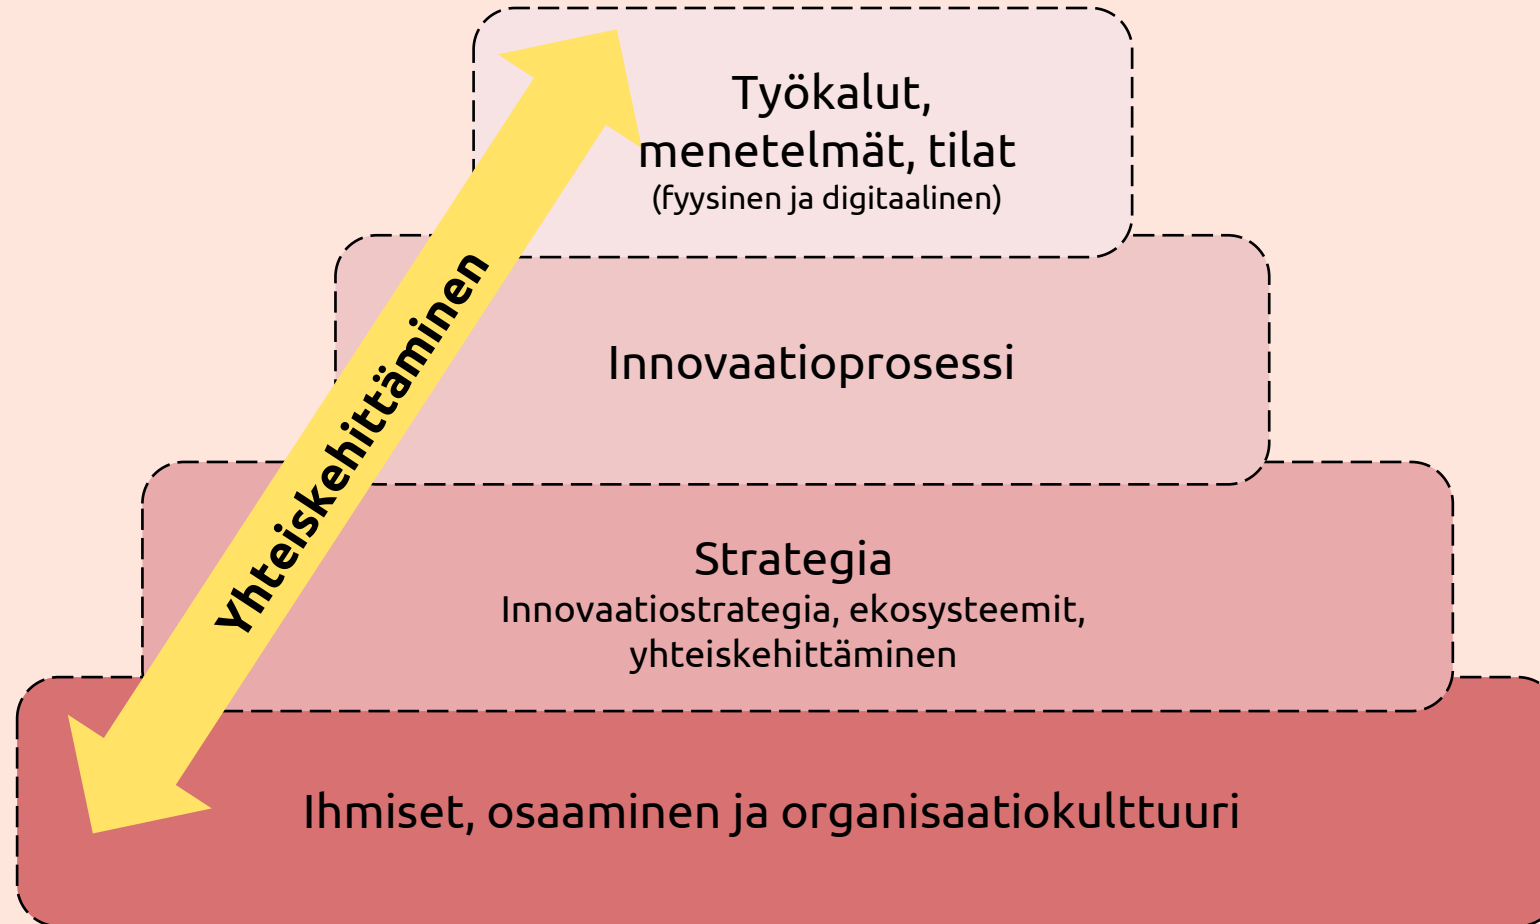 Työkalut,
menetelmät, tilat
(fyysinen ja digitaalinen)
Yhteiskehittäminen
Innovaatioprosessi
Strategia
Innovaatiostrategia, ekosysteemit,
yhteiskehittäminen
Ihmiset, osaaminen ja organisaatiokulttuuri